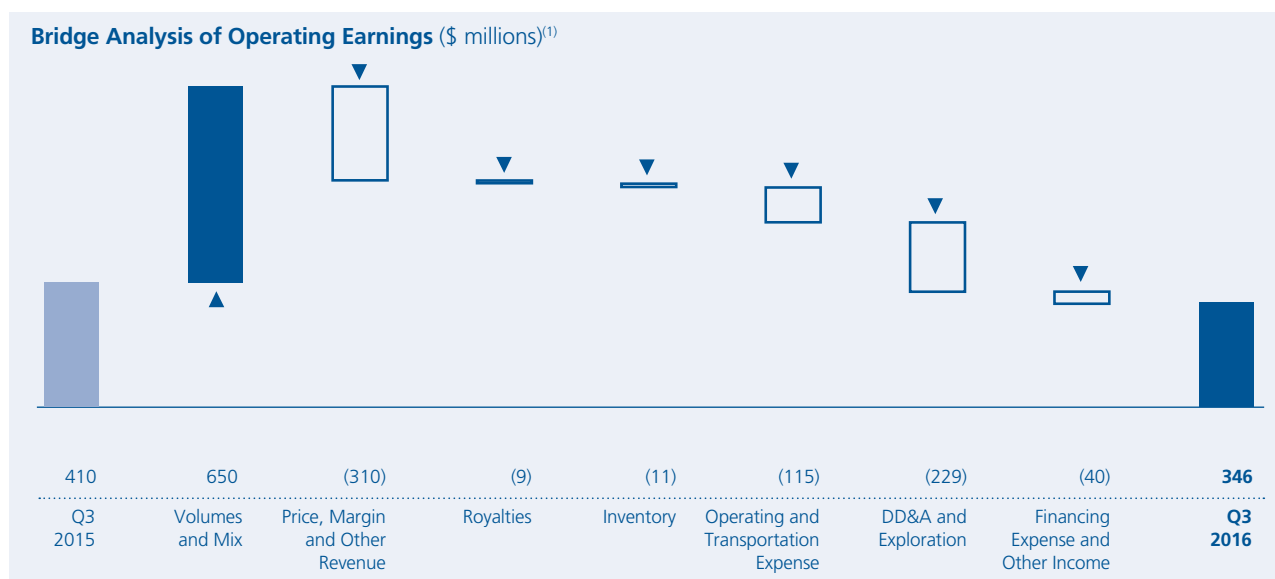 Bridge Analysis of Operating Earnings ($ millions)(1)
410 650 (310) (9) (11) (115) (229) (40) 346
Q3 Volumes Price, Margin Royalties Inventory Operating and DD&A and Financing Q3
2015 and Mix and Other Transportation Exploration Expense and 2016
Revenue Expense Other Income